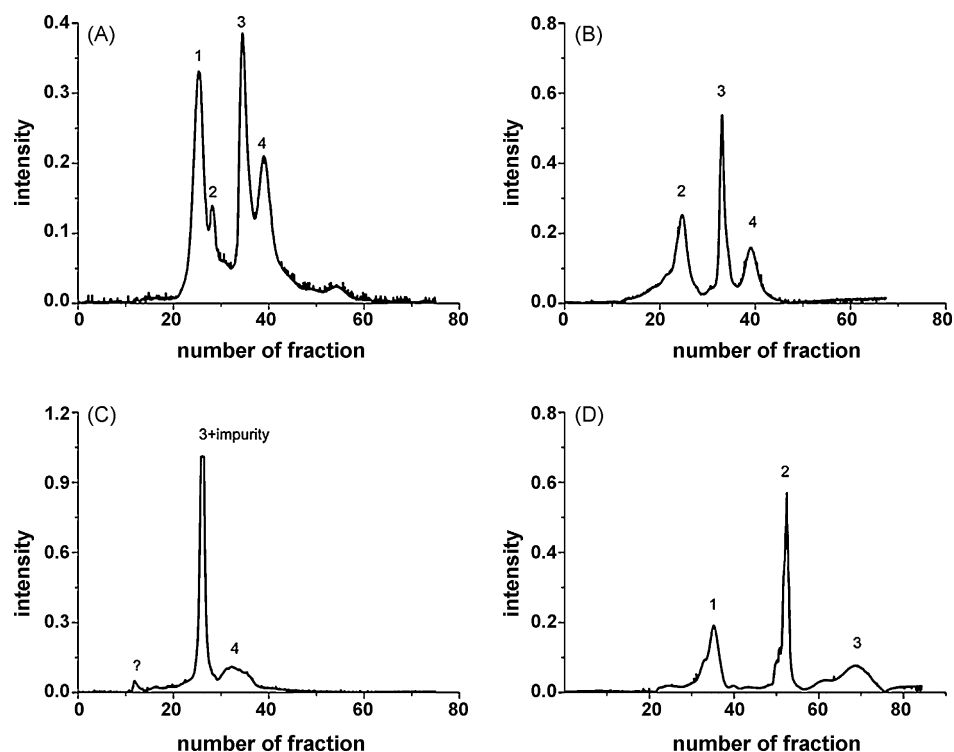 (A)
intensity
0.4
0.3
0.2
0.1
0.0
1
2
3
4
0 20 40 60 80
number of fraction
(B)
intensity
0.8
0.6
0.4
0.2
0.0
2
3
4
0 20 40 60 80
number of fraction
(C)
intensity
1.2
0.9
0.6
0.3
0.0
?
3+impurity
4
0 20 40 60 80
number of fraction
(D)
intensity
0.8
0.6
0.4
0.2
0.0
1
2
3
20 40 60 80
number of fraction